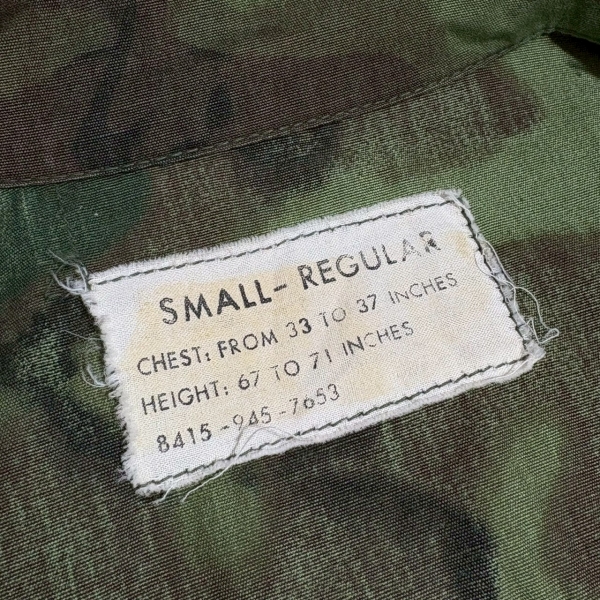 SMALL- REGULAR
CHEST: FROM 33 TO 37 INCHES
HEIGHT: 67 TO 71 INCHES
8415-945-7653